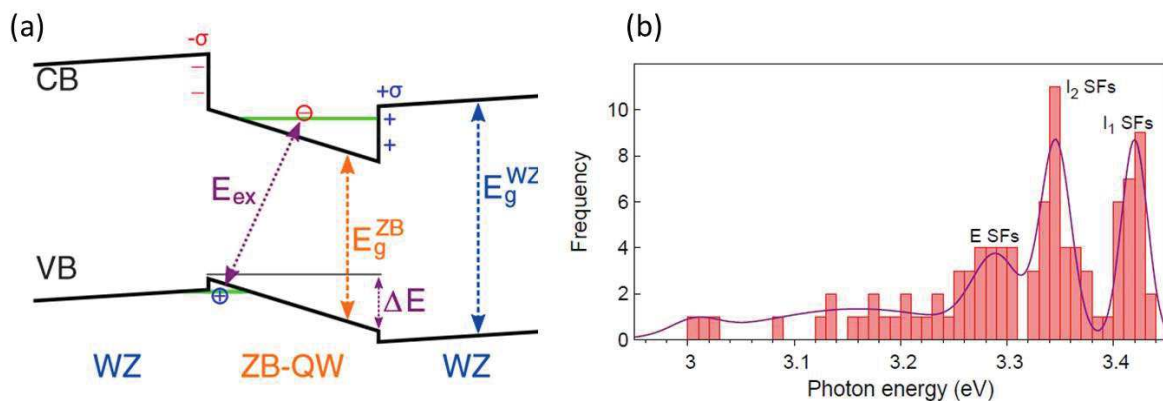 (a)
-σ
CB
−
−
⊖
+σ
+
+
E_ex
E_g^ZB
E_g^WZ
VB
⊕
ΔE
WZ
ZB-QW
WZ
(b)
Frequency
10
8
6
4
2
0
I₂ SFs
I₁ SFs
E SFs
3
3.1
3.2
3.3
3.4
Photon energy (eV)